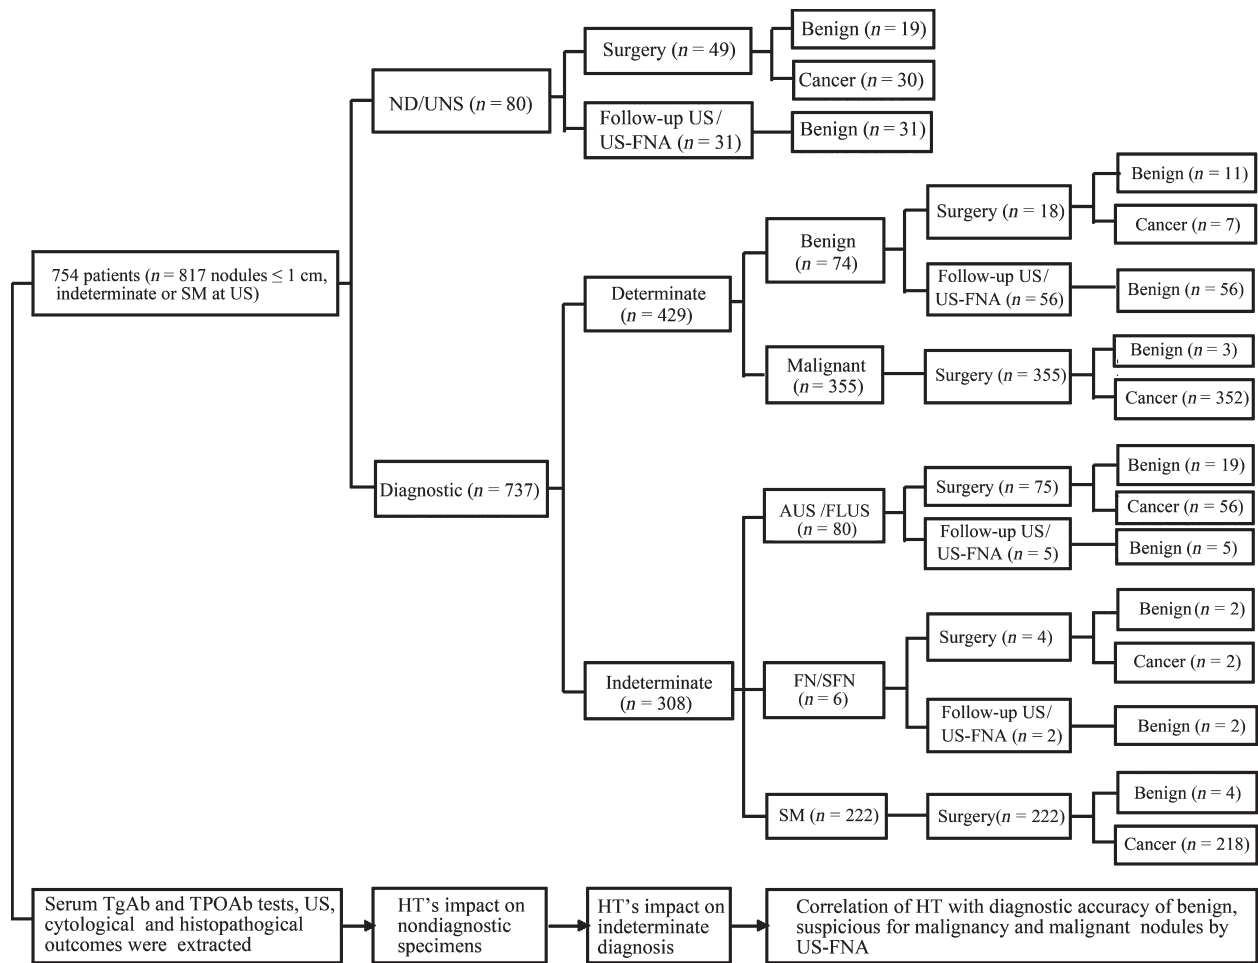 Benign (n = 19)
Surgery (n = 49)
Cancer (n = 30)
ND/UNS (n = 80)
Follow-up US/
US-FNA (n = 31)
Benign (n = 31)
Benign (n = 11)
Surgery (n = 18)
Cancer (n = 7)
Benign
(n = 74)
754 patients (n = 817 nodules ≤ 1 cm,
indeterminate or SM at US)
Follow-up US/
US-FNA (n = 56)
Benign (n = 56)
Determinate
(n = 429)
Benign (n = 3)
Malignant
(n = 355)
Surgery (n = 355)
Cancer (n = 352)
Diagnostic (n = 737)
Benign (n = 19)
Surgery (n = 75)
Cancer (n = 56)
AUS /FLUS
(n = 80)
Follow-up US/
US-FNA (n = 5)
Benign (n = 5)
Benign (n = 2)
Surgery (n = 4)
Cancer (n = 2)
Indeterminate
(n = 308)
FN/SFN
(n = 6)
Follow-up US/
US-FNA (n = 2)
Benign (n = 2)
Benign (n = 4)
SM (n = 222)
Surgery(n = 222)
Cancer (n = 218)
Serum TgAb and TPOAb tests, US,
cytological and histopathogical
outcomes were extracted
HT's impact on
nondiagnostic
specimens
HT's impact on
indeterminate
diagnosis
Correlation of HT with diagnostic accuracy of benign,
suspicious for malignancy and malignant nodules by
US-FNA